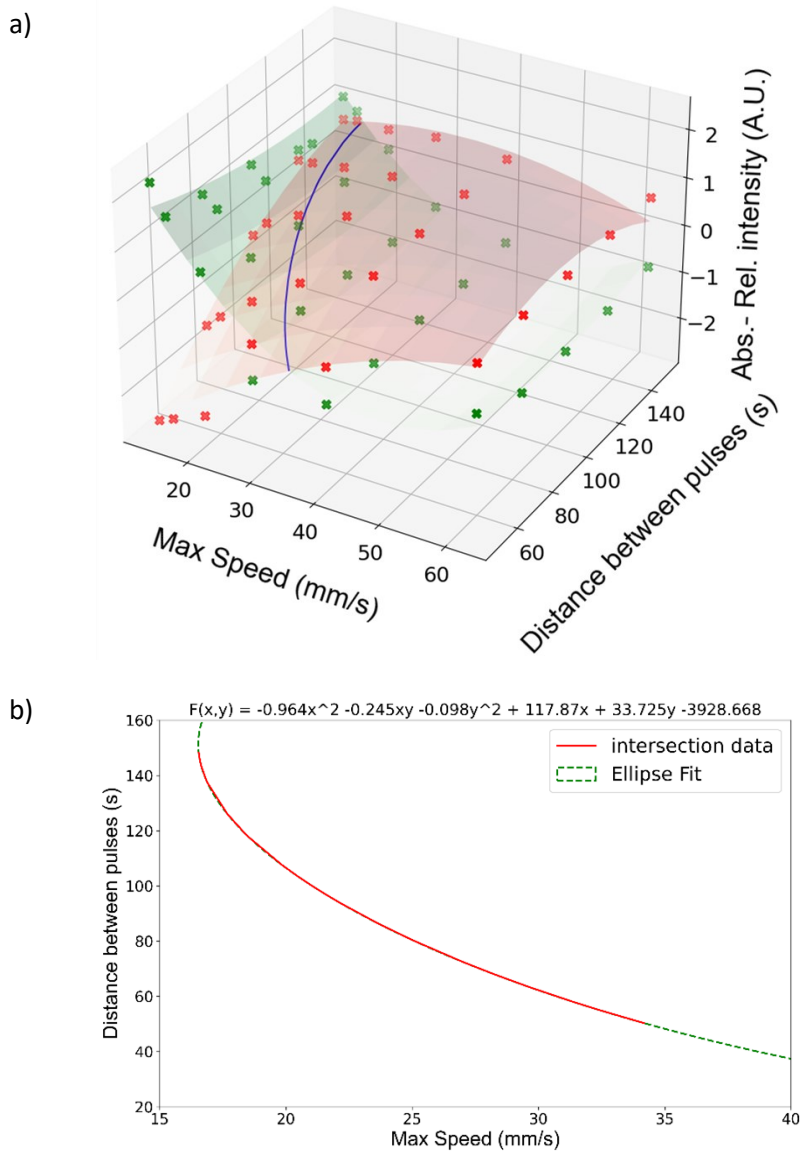 a)
2
1
0
−1
−2
Abs.- Rel. intensity (A.U.)
140
120
100
80
60
Distance between pulses (s)
20
30
40
50
60
Max Speed (mm/s)
b)
F(x,y) = -0.964x^2 -0.245xy -0.098y^2 + 117.87x + 33.725y -3928.668
160
140
120
100
80
60
40
20
Distance between pulses (s)
intersection data
Ellipse Fit
15
20
25
30
35
40
Max Speed (mm/s)